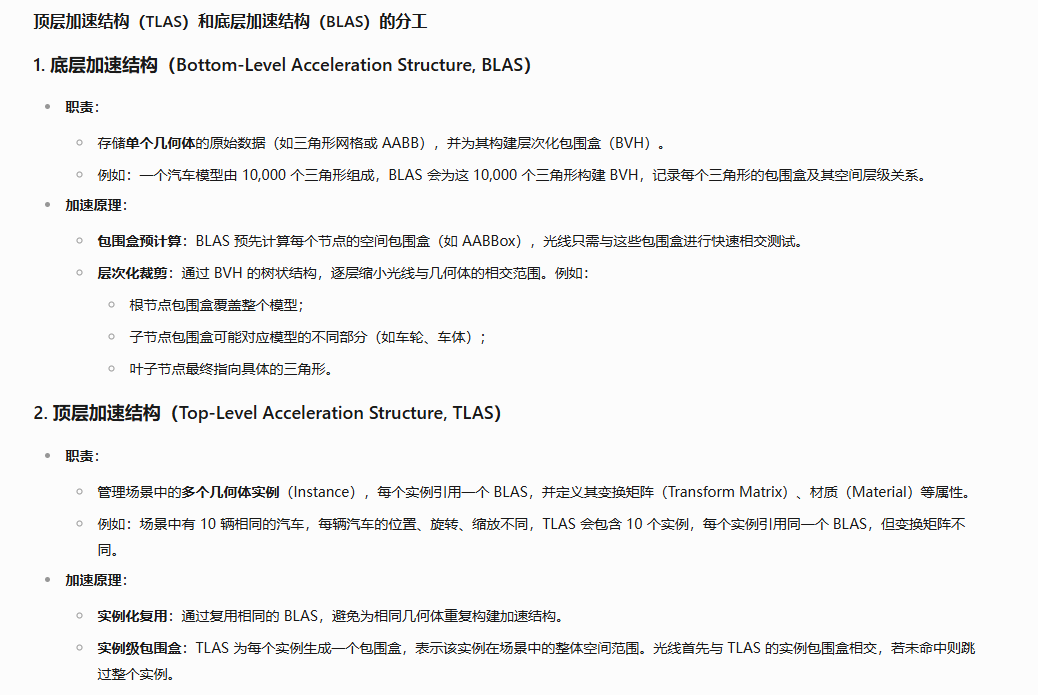 顶层加速结构（TLAS）和底层加速结构（BLAS）的分工
1. 底层加速结构（Bottom-Level Acceleration Structure, BLAS）
职责：
存储单个几何体的原始数据（如三角形网格或 AABB），并为其构建层次化包围盒（BVH）。
例如：一个汽车模型由 10,000 个三角形组成，BLAS 会为这 10,000 个三角形构建 BVH，记录每个三角形的包围盒及其空间层级关系。
加速原理：
包围盒预计算：BLAS 预先计算每个节点的空间包围盒（如 AABBox），光线只需与这些包围盒进行快速相交测试。
层次化裁剪：通过 BVH 的树状结构，逐层缩小光线与几何体的相交范围。例如：
根节点包围盒覆盖整个模型；
子节点包围盒可能对应模型的不同部分（如车轮、车体）；
叶子节点最终指向具体的三角形。
2. 顶层加速结构（Top-Level Acceleration Structure, TLAS）
职责：
管理场景中的多个几何体实例（Instance），每个实例引用一个 BLAS，并定义其变换矩阵（Transform Matrix）、材质（Material）等属性。
例如：场景中有 10 辆相同的汽车，每辆汽车的位置、旋转、缩放不同，TLAS 会包含 10 个实例，每个实例引用同一个 BLAS，但变换矩阵不
同。
加速原理：
实例化复用：通过复用相同的 BLAS，避免为相同几何体重复构建加速结构。
实例级包围盒：TLAS 为每个实例生成一个包围盒，表示该实例在场景中的整体空间范围。光线首先与 TLAS 的实例包围盒相交，若未命中则跳
过整个实例。